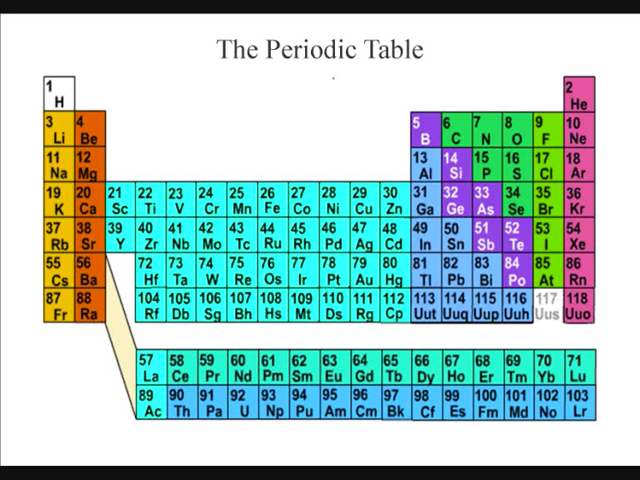 The Periodic Table
1 2
H He
3 4 5 6 7 8 9 10
Li Be B C N O F Ne
11 12 13 14 15 16 17 18
Na Mg Al Si P S Cl Ar
19 20 21 22 23 24 25 26 27 28 29 30 31 32 33 34 35 36
K Ca Sc Ti V Cr Mn Fe Co Ni Cu Zn Ga Ge As Se Br Kr
37 38 39 40 41 42 43 44 45 46 47 48 49 50 51 52 53 54
Rb Sr Y Zr Nb Mo Tc Ru Rh Pd Ag Cd In Sn Sb Te I Xe
55 56 72 73 74 75 76 77 78 79 80 81 82 83 84 85 86
Cs Ba Hf Ta W Re Os Ir Pt Au Hg Tl Pb Bi Po At Rn
87 88 104 105 106 107 108 109 110 111 112 113 114 115 116 117 118
Fr Ra Rf Db Sg Bh Hs Mt Ds Rg Cp Uut Uuq Uup Uuh Uus Uuo
57 58 59 60 61 62 63 64 65 66 67 68 69 70 71
La Ce Pr Nd Pm Sm Eu Gd Tb Dy Ho Er Tm Yb Lu
89 90 91 92 93 94 95 96 97 98 99 100 101 102 103
Ac Th Pa U Np Pu Am Cm Bk Cf Es Fm Md No Lr